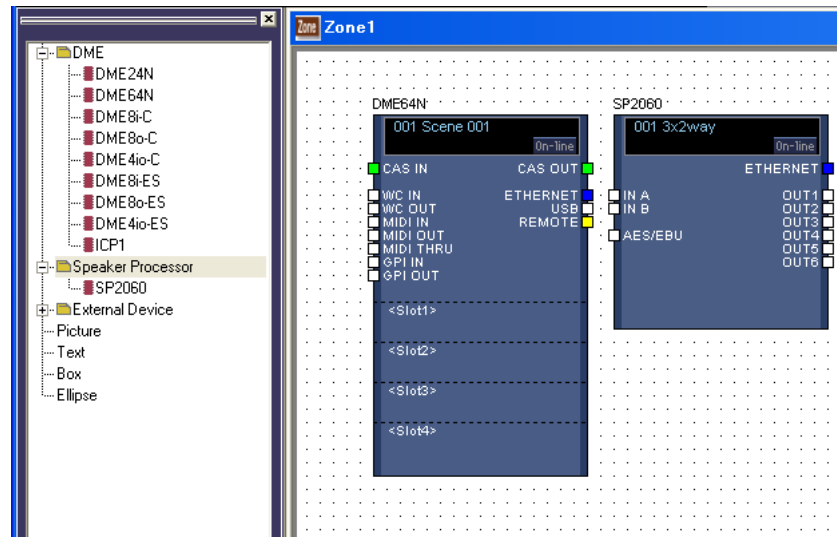 DME
DME24N
DME64N
DME8i-C
DME8o-C
DME4io-C
DME8i-ES
DME8o-ES
DME4io-ES
ICP1
Speaker Processor
SP2060
External Device
Picture
Text
Box
Ellipse
Zone Zone1
DME64N
001 Scene 001
On-line
CAS IN CAS OUT
WC IN ETHERNET
WC OUT USB
MIDI IN REMOTE
MIDI OUT
MIDI THRU
GPI IN
GPI OUT
<Slot1>
<Slot2>
<Slot3>
<Slot4>
SP2060
001 3x2way
On-line
ETHERNET
IN A OUT1
IN B OUT2
OUT3
AES/EBU OUT4
OUT5
OUT6